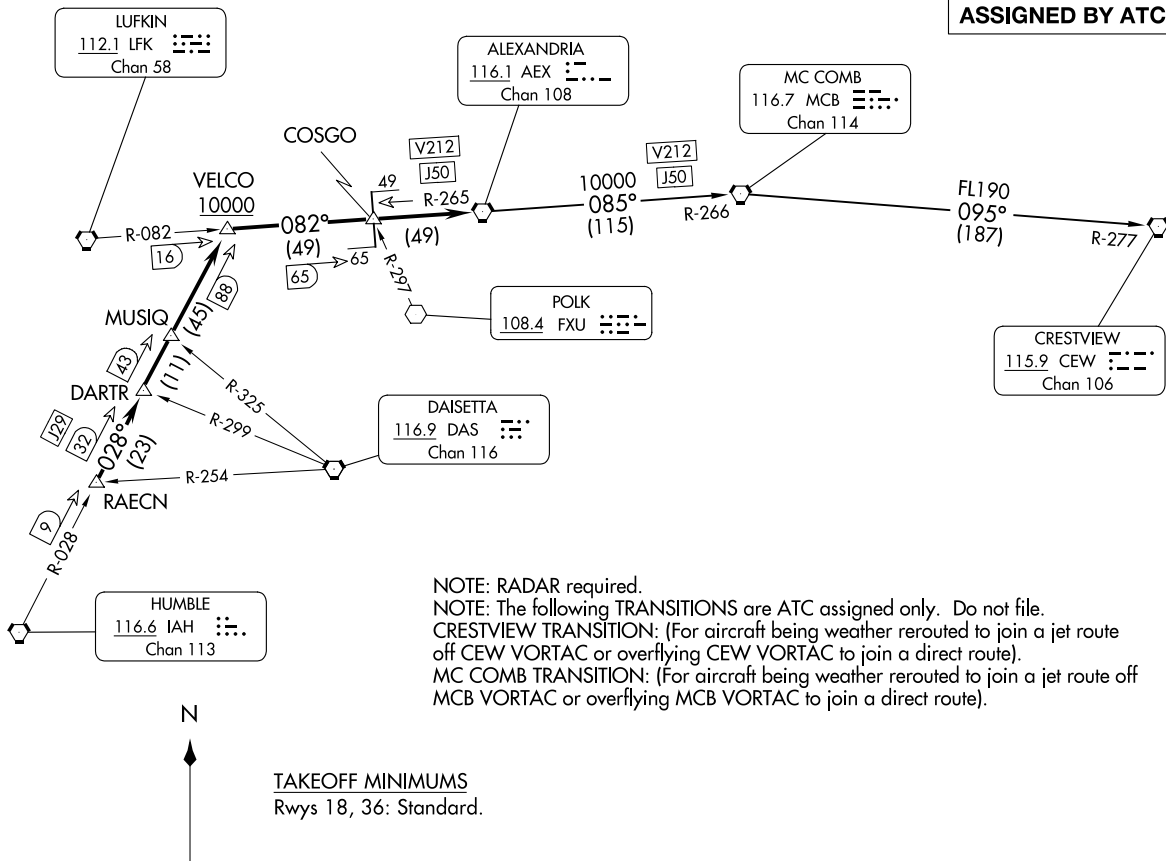 ASSIGNED BY ATC
LUFKIN
112.1 LFK
Chan 58
ALEXANDRIA
116.1 AEX
Chan 108
MC COMB
116.7 MCB
Chan 114
COSGO
V212
J50
V212
J50
VELCO
10000
49
R-265
10000
085°
(115)
R-266
FL190
095°
(187)
R-277
R-082
16
082°
(49)
65
65
(49)
R-297
88
POLK
108.4 FXU
MUSIQ
(45)
CRESTVIEW
115.9 CEW
Chan 106
43
(11)
DARTR
R-325
R-299
J29
32
028°
(23)
DAISETTA
116.9 DAS
Chan 116
R-254
RAECN
9
R-028
HUMBLE
116.6 IAH
Chan 113
NOTE: RADAR required.
NOTE: The following TRANSITIONS are ATC assigned only. Do not file.
CRESTVIEW TRANSITION: (For aircraft being weather rerouted to join a jet route
off CEW VORTAC or overflying CEW VORTAC to join a direct route).
MC COMB TRANSITION: (For aircraft being weather rerouted to join a jet route off
MCB VORTAC or overflying MCB VORTAC to join a direct route).
N
TAKEOFF MINIMUMS
Rwys 18, 36: Standard.